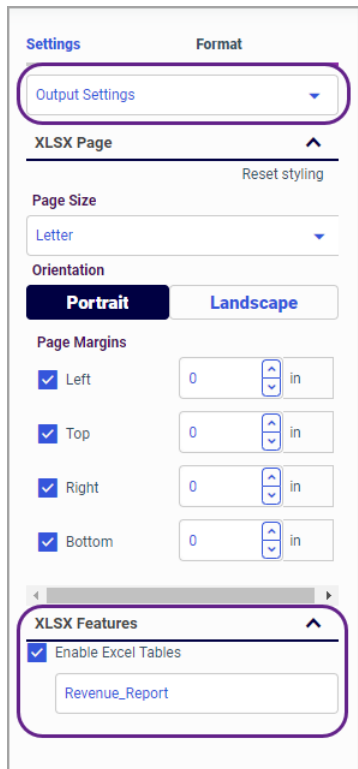 Settings Format
Output Settings
XLSX Page
Reset styling
Page Size
Letter
Orientation
Portrait Landscape
Page Margins
Left 0 in
Top 0 in
Right 0 in
Bottom 0 in
XLSX Features
Enable Excel Tables
Revenue_Report